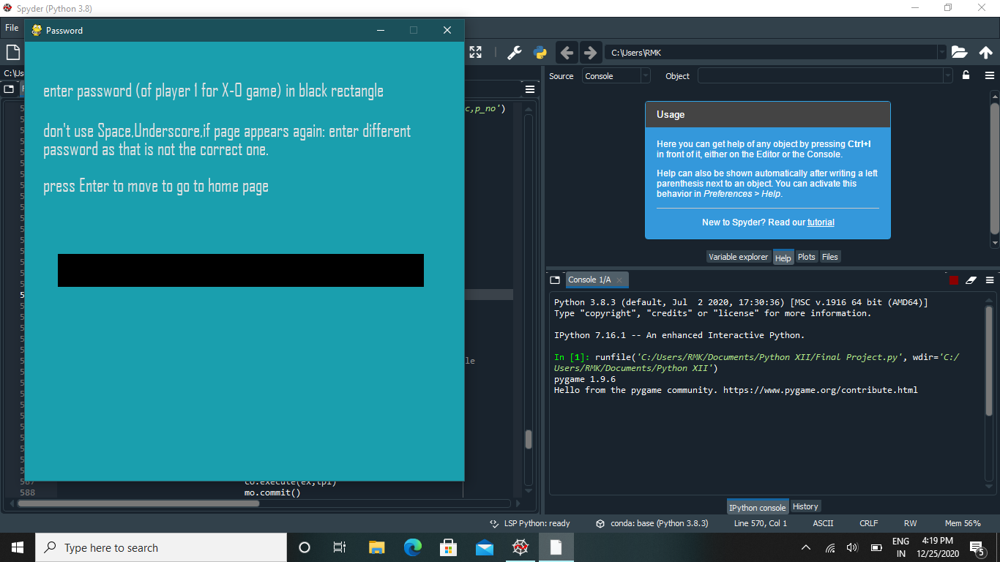 Spyder (Python 3.8)
File
Password
C:\Users\RMK
C:\Us
Source
Console
Object
enter password (of player 1 for X-O game) in black rectangle
don't use Space,Underscore,if page appears again: enter different
password as that is not the correct one.
press Enter to move to go to home page
c,p_no')
le
587
co.execute(ex,tp1)
588
mo.commit()
Usage
Here you can get help of any object by pressing Ctrl+I
in front of it, either on the Editor or the Console.
Help can also be shown automatically after writing a left
parenthesis next to an object. You can activate this
behavior in Preferences > Help.
New to Spyder? Read our tutorial
Variable explorer
Help
Plots
Files
Console 1/A
Python 3.8.3 (default, Jul  2 2020, 17:30:36) [MSC v.1916 64 bit (AMD64)]
Type "copyright", "credits" or "license" for more information.
IPython 7.16.1 -- An enhanced Interactive Python.
In [1]: runfile('C:/Users/RMK/Documents/Python XII/Final Project.py', wdir='C:/
Users/RMK/Documents/Python XII')
pygame 1.9.6
Hello from the pygame community. https://www.pygame.org/contribute.html
IPython console
History
LSP Python: ready
conda: base (Python 3.8.3)
Line 570, Col 1
ASCII
CRLF
RW
Mem 56%
Type here to search
ENG
IN
4:19 PM
12/25/2020
5